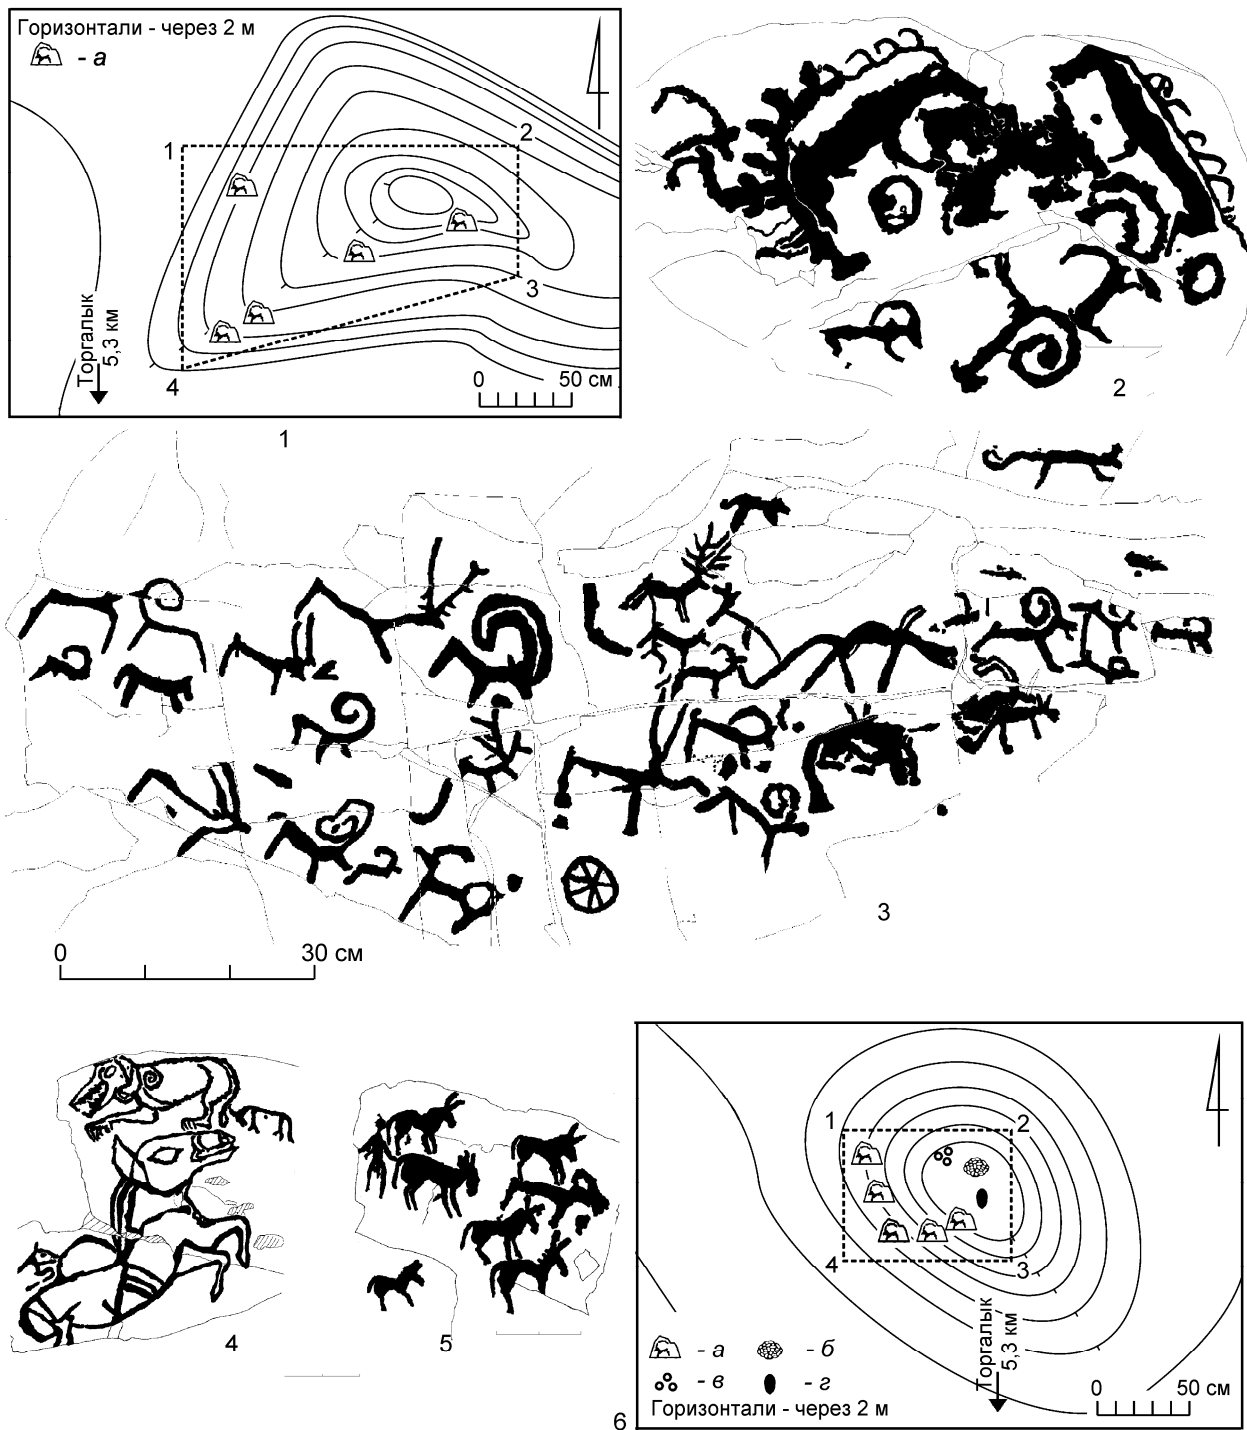 Горизонтали - через 2 м
- а
1
2
3
4
Торгалык
5,3 км
0 50 см
1
2
3
0 30 см
4
5
1
2
3
4
Торгалык
5,3 км
- а - б
- в - г
Горизонтали - через 2 м
0 50 см
6